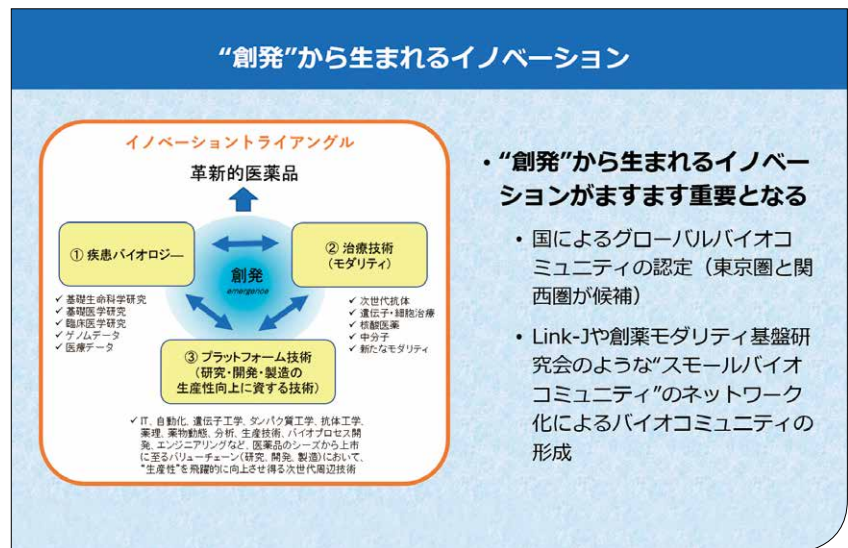 “創発”から生まれるイノベーション
イノベーショントライアングル
革新的医薬品
① 疾患バイオロジー
② 治療技術
(モダリティ)
創発
emergence
✓ 基礎生命科学研究
✓ 基礎医学研究
✓ 臨床医学研究
✓ ゲノムデータ
✓ 医療データ
✓ 次世代抗体
✓ 遺伝子・細胞治療
✓ 核酸医薬
✓ 中分子
✓ 新たなモダリティ
③ プラットフォーム技術
(研究・開発・製造の
生産性向上に資する技術)
✓ IT、自動化、遺伝子工学、タンパク質工学、抗体工学、
薬理、薬物動態、分析、生産技術、バイオプロセス開
発、エンジニアリングなど、医薬品のシーズから上市
に至るバリューチェーン(研究、開発、製造)において、
“生産性”を飛躍的に向上させ得る次世代周辺技術
・“創発”から生まれるイノベー
ションがますます重要となる
• 国によるグローバルバイオコ
ミュニティの認定（東京圏と関
西圏が候補）
• Link-Jや創薬モダリティ基盤研
究会のような“スモールバイオ
コミュニティ”のネットワーク
化によるバイオコミュニティの
形成